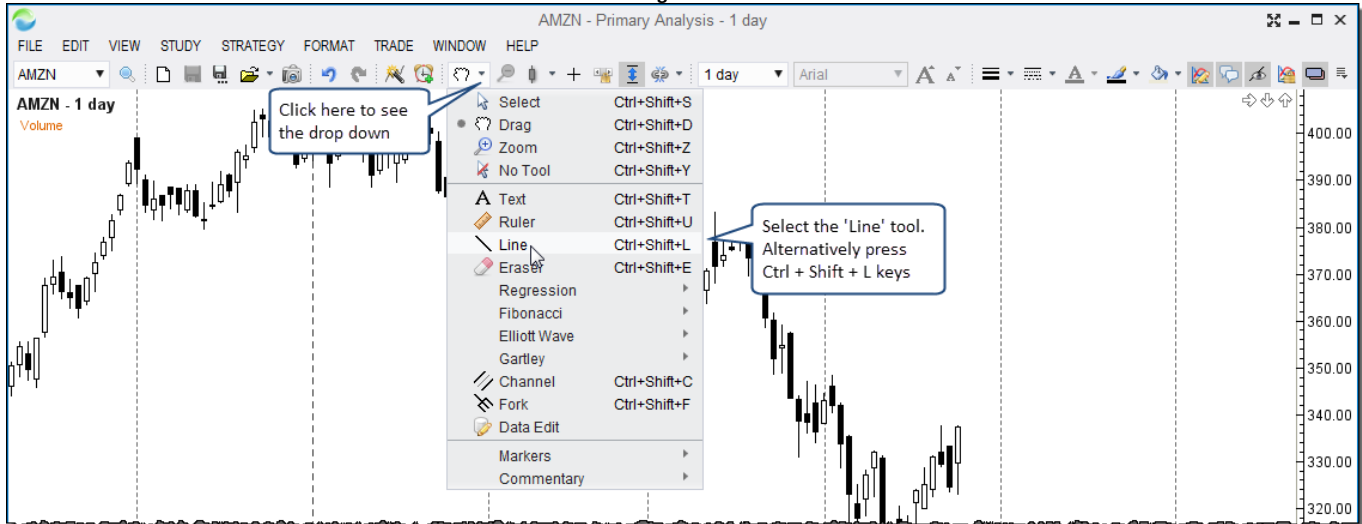 AMZN - Primary Analysis - 1 day
FILE EDIT VIEW STUDY STRATEGY FORMAT TRADE WINDOW HELP
AMZN 1 day Arial A A A
AMZN - 1 day
Volume
Click here to see
the drop down
Select Ctrl+Shift+S
Drag Ctrl+Shift+D
Zoom Ctrl+Shift+Z
No Tool Ctrl+Shift+Y
A Text Ctrl+Shift+T
Ruler Ctrl+Shift+U
Line Ctrl+Shift+L
Eraser Ctrl+Shift+E
Regression
Fibonacci
Elliott Wave
Gartley
Channel Ctrl+Shift+C
Fork Ctrl+Shift+F
Data Edit
Markers
Commentary
Select the 'Line' tool.
Alternatively press
Ctrl + Shift + L keys
400.00
390.00
380.00
370.00
360.00
350.00
340.00
330.00
320.00